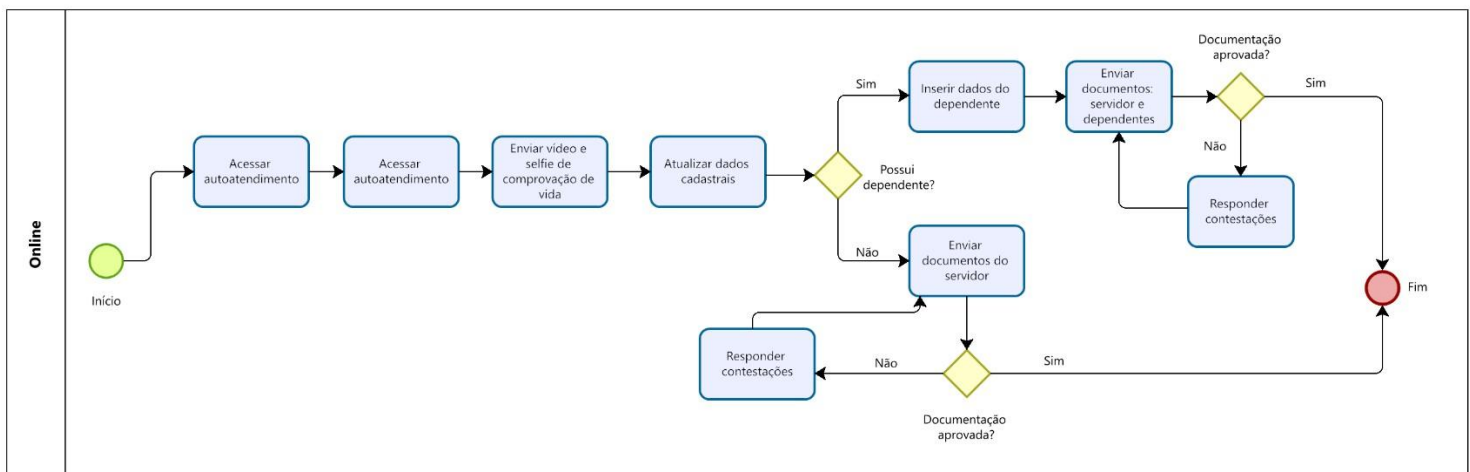 Online
Início
Acessar
autoatendimento
Acessar
autoatendimento
Enviar vídeo e
selfie de
comprovação de
vida
Atualizar dados
cadastrais
Possui
dependente?
Sim
Inserir dados do
dependente
Enviar
documentos:
servidor e
dependentes
Documentação
aprovada?
Sim
Não
Responder
contestações
Não
Enviar
documentos do
servidor
Documentação
aprovada?
Não
Responder
contestações
Sim
Fim